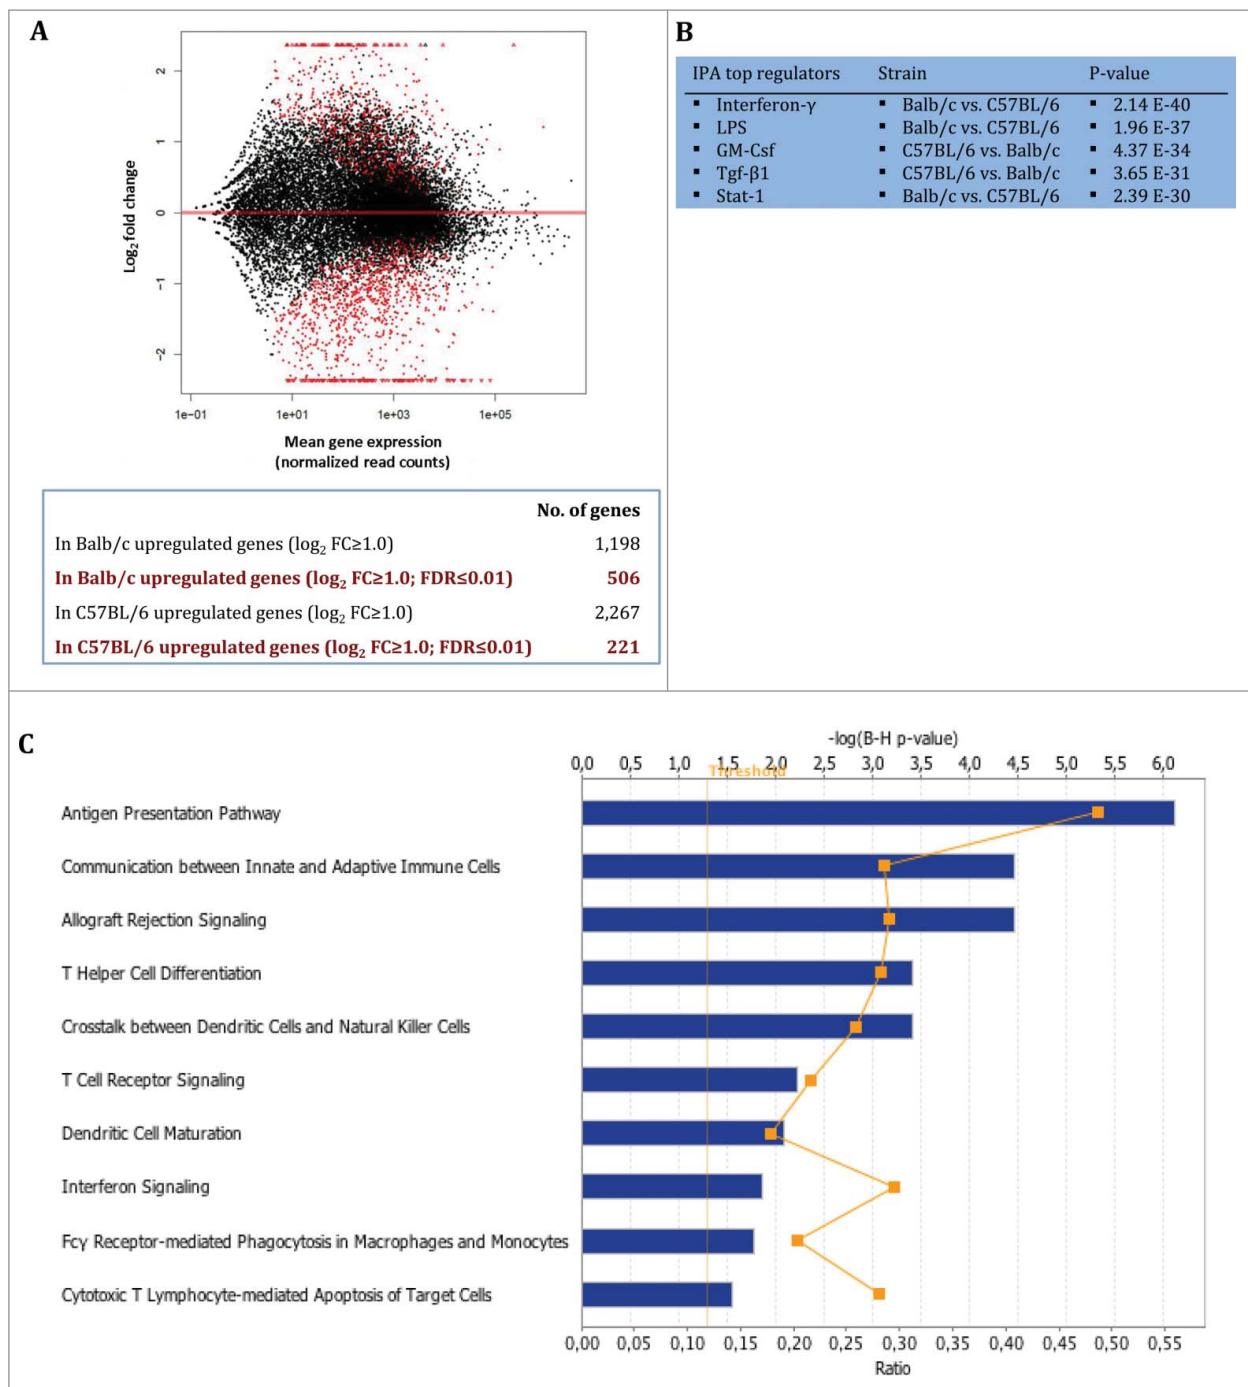 A
Log2 fold change
2
1
0
-1
-2
1e−01 1e+01 1e+03 1e+05
Mean gene expression
(normalized read counts)
No. of genes
In Balb/c upregulated genes (log2 FC≥1.0) 1,198
In Balb/c upregulated genes (log2 FC≥1.0; FDR≤0.01) 506
In C57BL/6 upregulated genes (log2 FC≥1.0) 2,267
In C57BL/6 upregulated genes (log2 FC≥1.0; FDR≤0.01) 221
B
IPA top regulators Strain P-value
▪ Interferon-γ ▪ Balb/c vs. C57BL/6 ▪ 2.14 E-40
▪ LPS ▪ Balb/c vs. C57BL/6 ▪ 1.96 E-37
▪ GM-Csf ▪ C57BL/6 vs. Balb/c ▪ 4.37 E-34
▪ Tgf-β1 ▪ C57BL/6 vs. Balb/c ▪ 3.65 E-31
▪ Stat-1 ▪ Balb/c vs. C57BL/6 ▪ 2.39 E-30
C
-log(B-H p-value)
0,0 0,5 1,0 1,5 2,0 2,5 3,0 3,5 4,0 4,5 5,0 5,5 6,0
Threshold
Antigen Presentation Pathway
Communication between Innate and Adaptive Immune Cells
Allograft Rejection Signaling
T Helper Cell Differentiation
Crosstalk between Dendritic Cells and Natural Killer Cells
T Cell Receptor Signaling
Dendritic Cell Maturation
Interferon Signaling
Fcγ Receptor-mediated Phagocytosis in Macrophages and Monocytes
Cytotoxic T Lymphocyte-mediated Apoptosis of Target Cells
0,00 0,05 0,10 0,15 0,20 0,25 0,30 0,35 0,40 0,45 0,50 0,55
Ratio